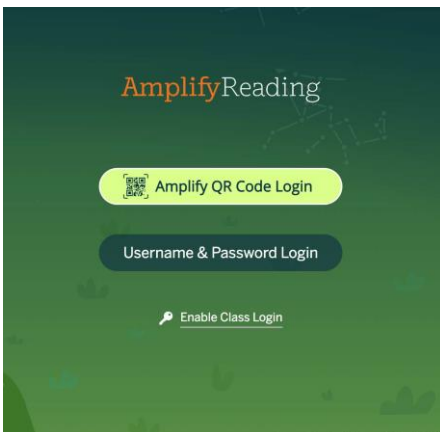 AmplifyReading
Amplify QR Code Login
Username & Password Login
Enable Class Login